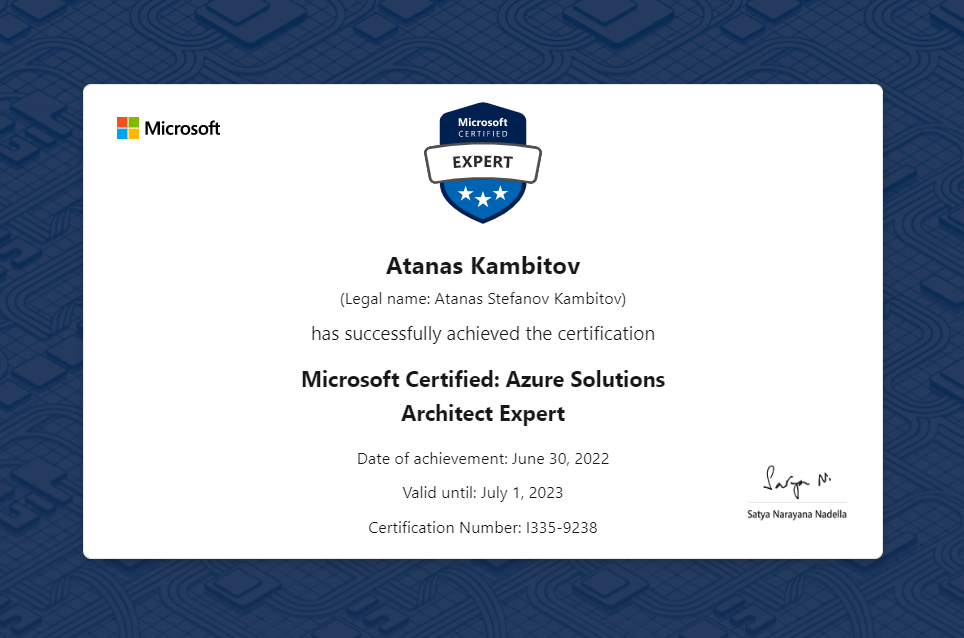 Microsoft
Microsoft
CERTIFIED
EXPERT
Atanas Kambitov
(Legal name: Atanas Stefanov Kambitov)
has successfully achieved the certification
Microsoft Certified: Azure Solutions
Architect Expert
Date of achievement: June 30, 2022
Valid until: July 1, 2023
Certification Number: I335-9238
Satya N.
Satya Narayana Nadella